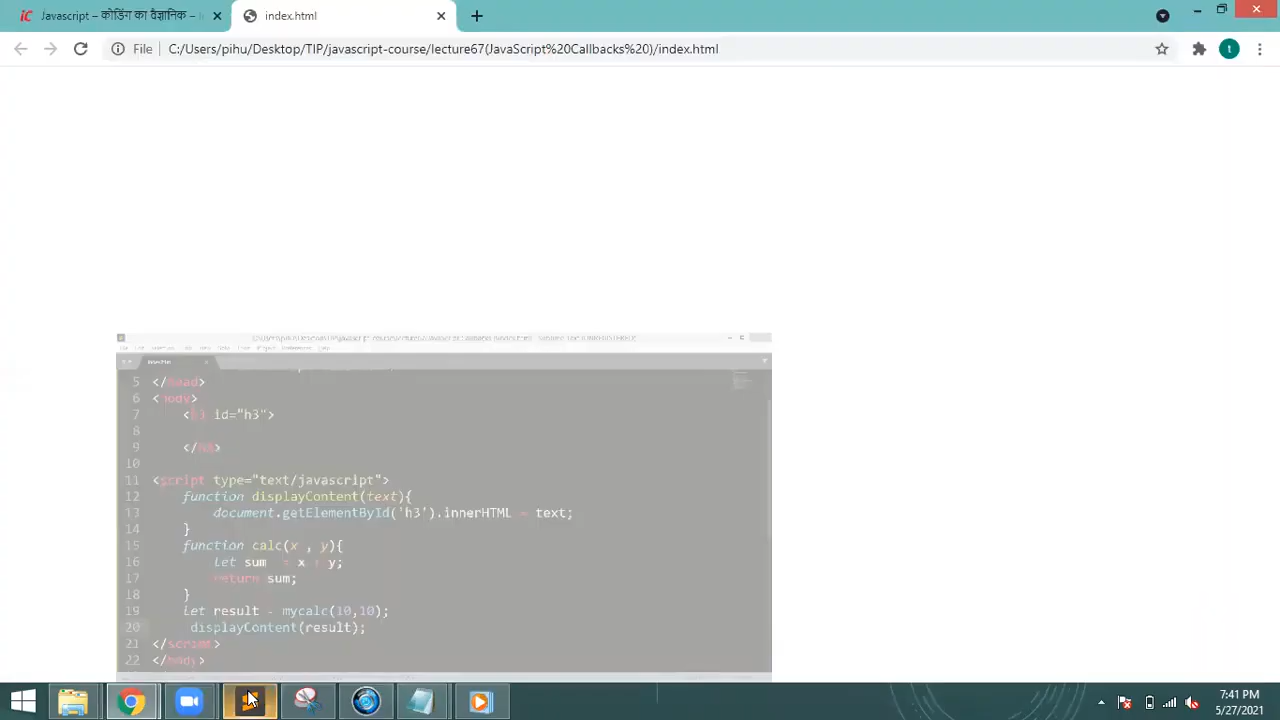 Javascript - कोडिंग का वैज्ञानिक -
index.html
File C:/Users/pihu/Desktop/TIP/javascript-course/lecture67(JavaScript%20Callbacks%20)/index.html
t
5 </head>
6 <body>
7 <h3 id="h3">
8
9 </h3>
10
11 <script type="text/javascript">
12 function displayContent(text){
13 document.getElementById('h3').innerHTML = text;
14 }
15 function calc(x , y){
16 let sum = x + y;
17 return sum;
18 }
19 let result = mycalc(10,10);
20 displayContent(result);
21 </script>
22 </body>
7:41 PM
5/27/2021